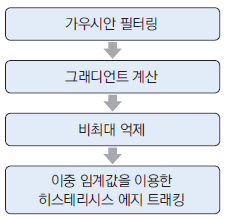 가우시안 필터링
그래디언트 계산
비최대 억제
이중 임계값을 이용한
히스테리시스 에지 트래킹